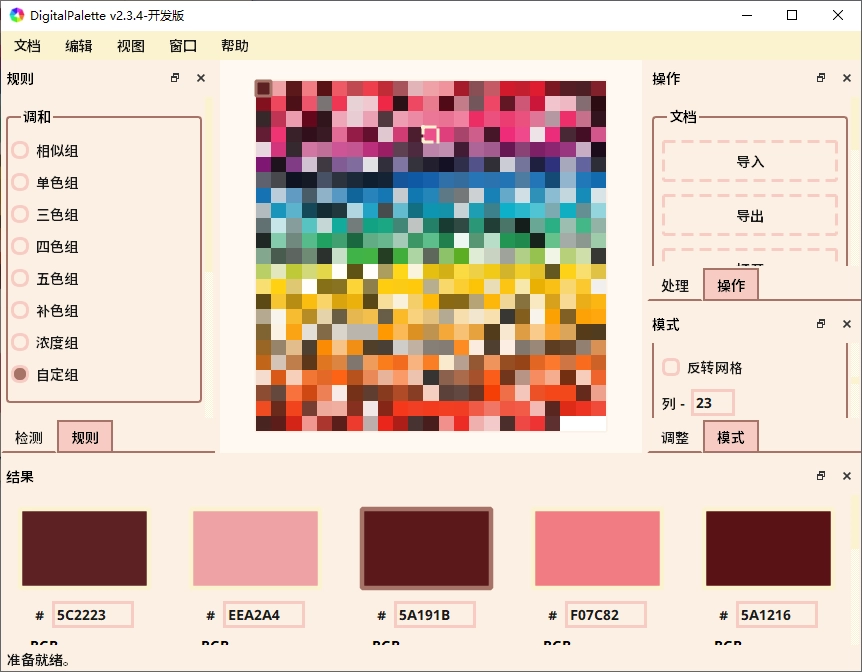 DigitalPalette v2.3.4-开发版
文档 编辑 视图 窗口 帮助
规则
调和
相似组
单色组
三色组
四色组
五色组
补色组
浓度组
自定组
检测 规则
操作
文档
导入
导出
处理 操作
模式
反转网格
列 - 23
调整 模式
结果
# 5C2223 # EEA2A4 # 5A191B # F07C82 # 5A1216
准备就绪。